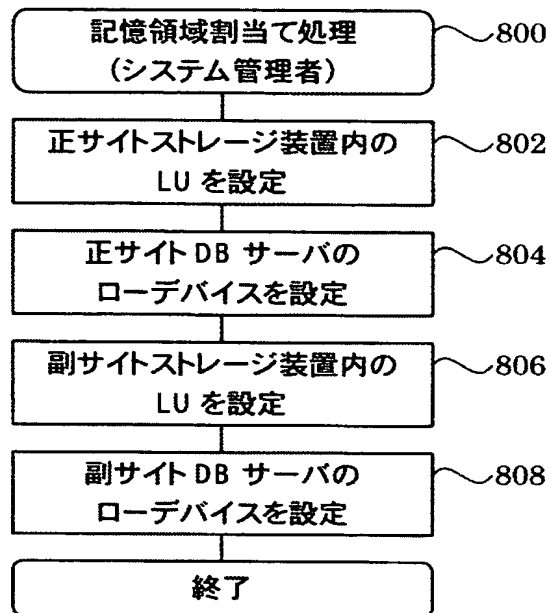 記憶領域割当て処理
(システム管理者)
800
正サイトストレージ装置内の
LU を設定
802
正サイト DB サーバの
ローデバイスを設定
804
副サイトストレージ装置内の
LU を設定
806
副サイト DB サーバの
ローデバイスを設定
808
終了